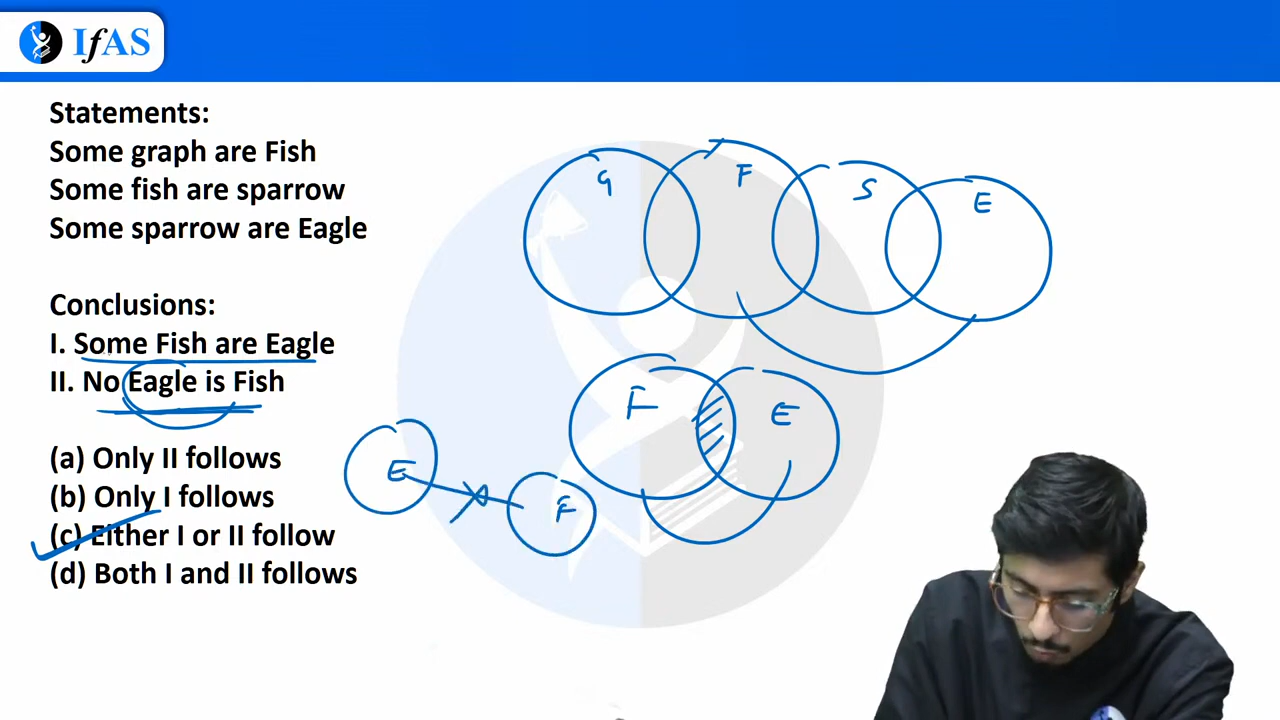 IfAS
Statements:
Some graph are Fish
Some fish are sparrow
Some sparrow are Eagle
Conclusions:
I. Some Fish are Eagle
II. No Eagle is Fish
(a) Only II follows
(b) Only I follows
(c) Either I or II follow
(d) Both I and II follows
G F S E
F E
E F